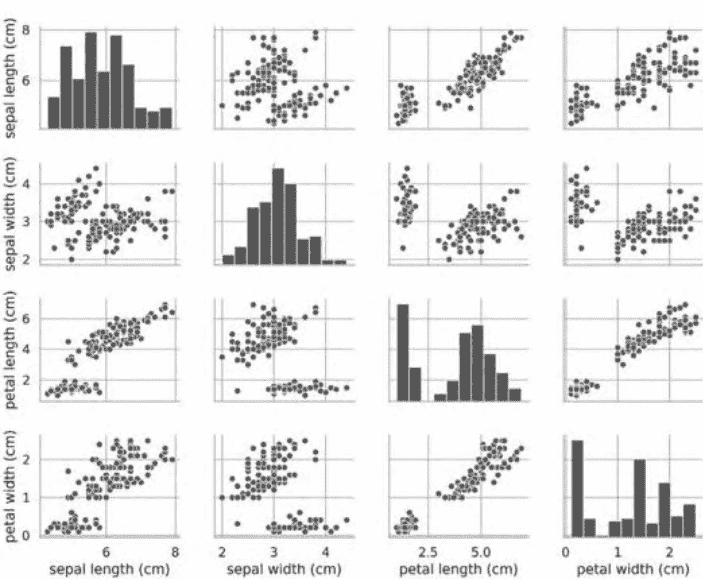 8
6
sepal length (cm)
4
3
2
sepal width (cm)
6
4
2
petal length (cm)
2
1
0
petal width (cm)
6 8
2 3 4
2.5 5.0
0 1 2
sepal length (cm)
sepal width (cm)
petal length (cm)
petal width (cm)